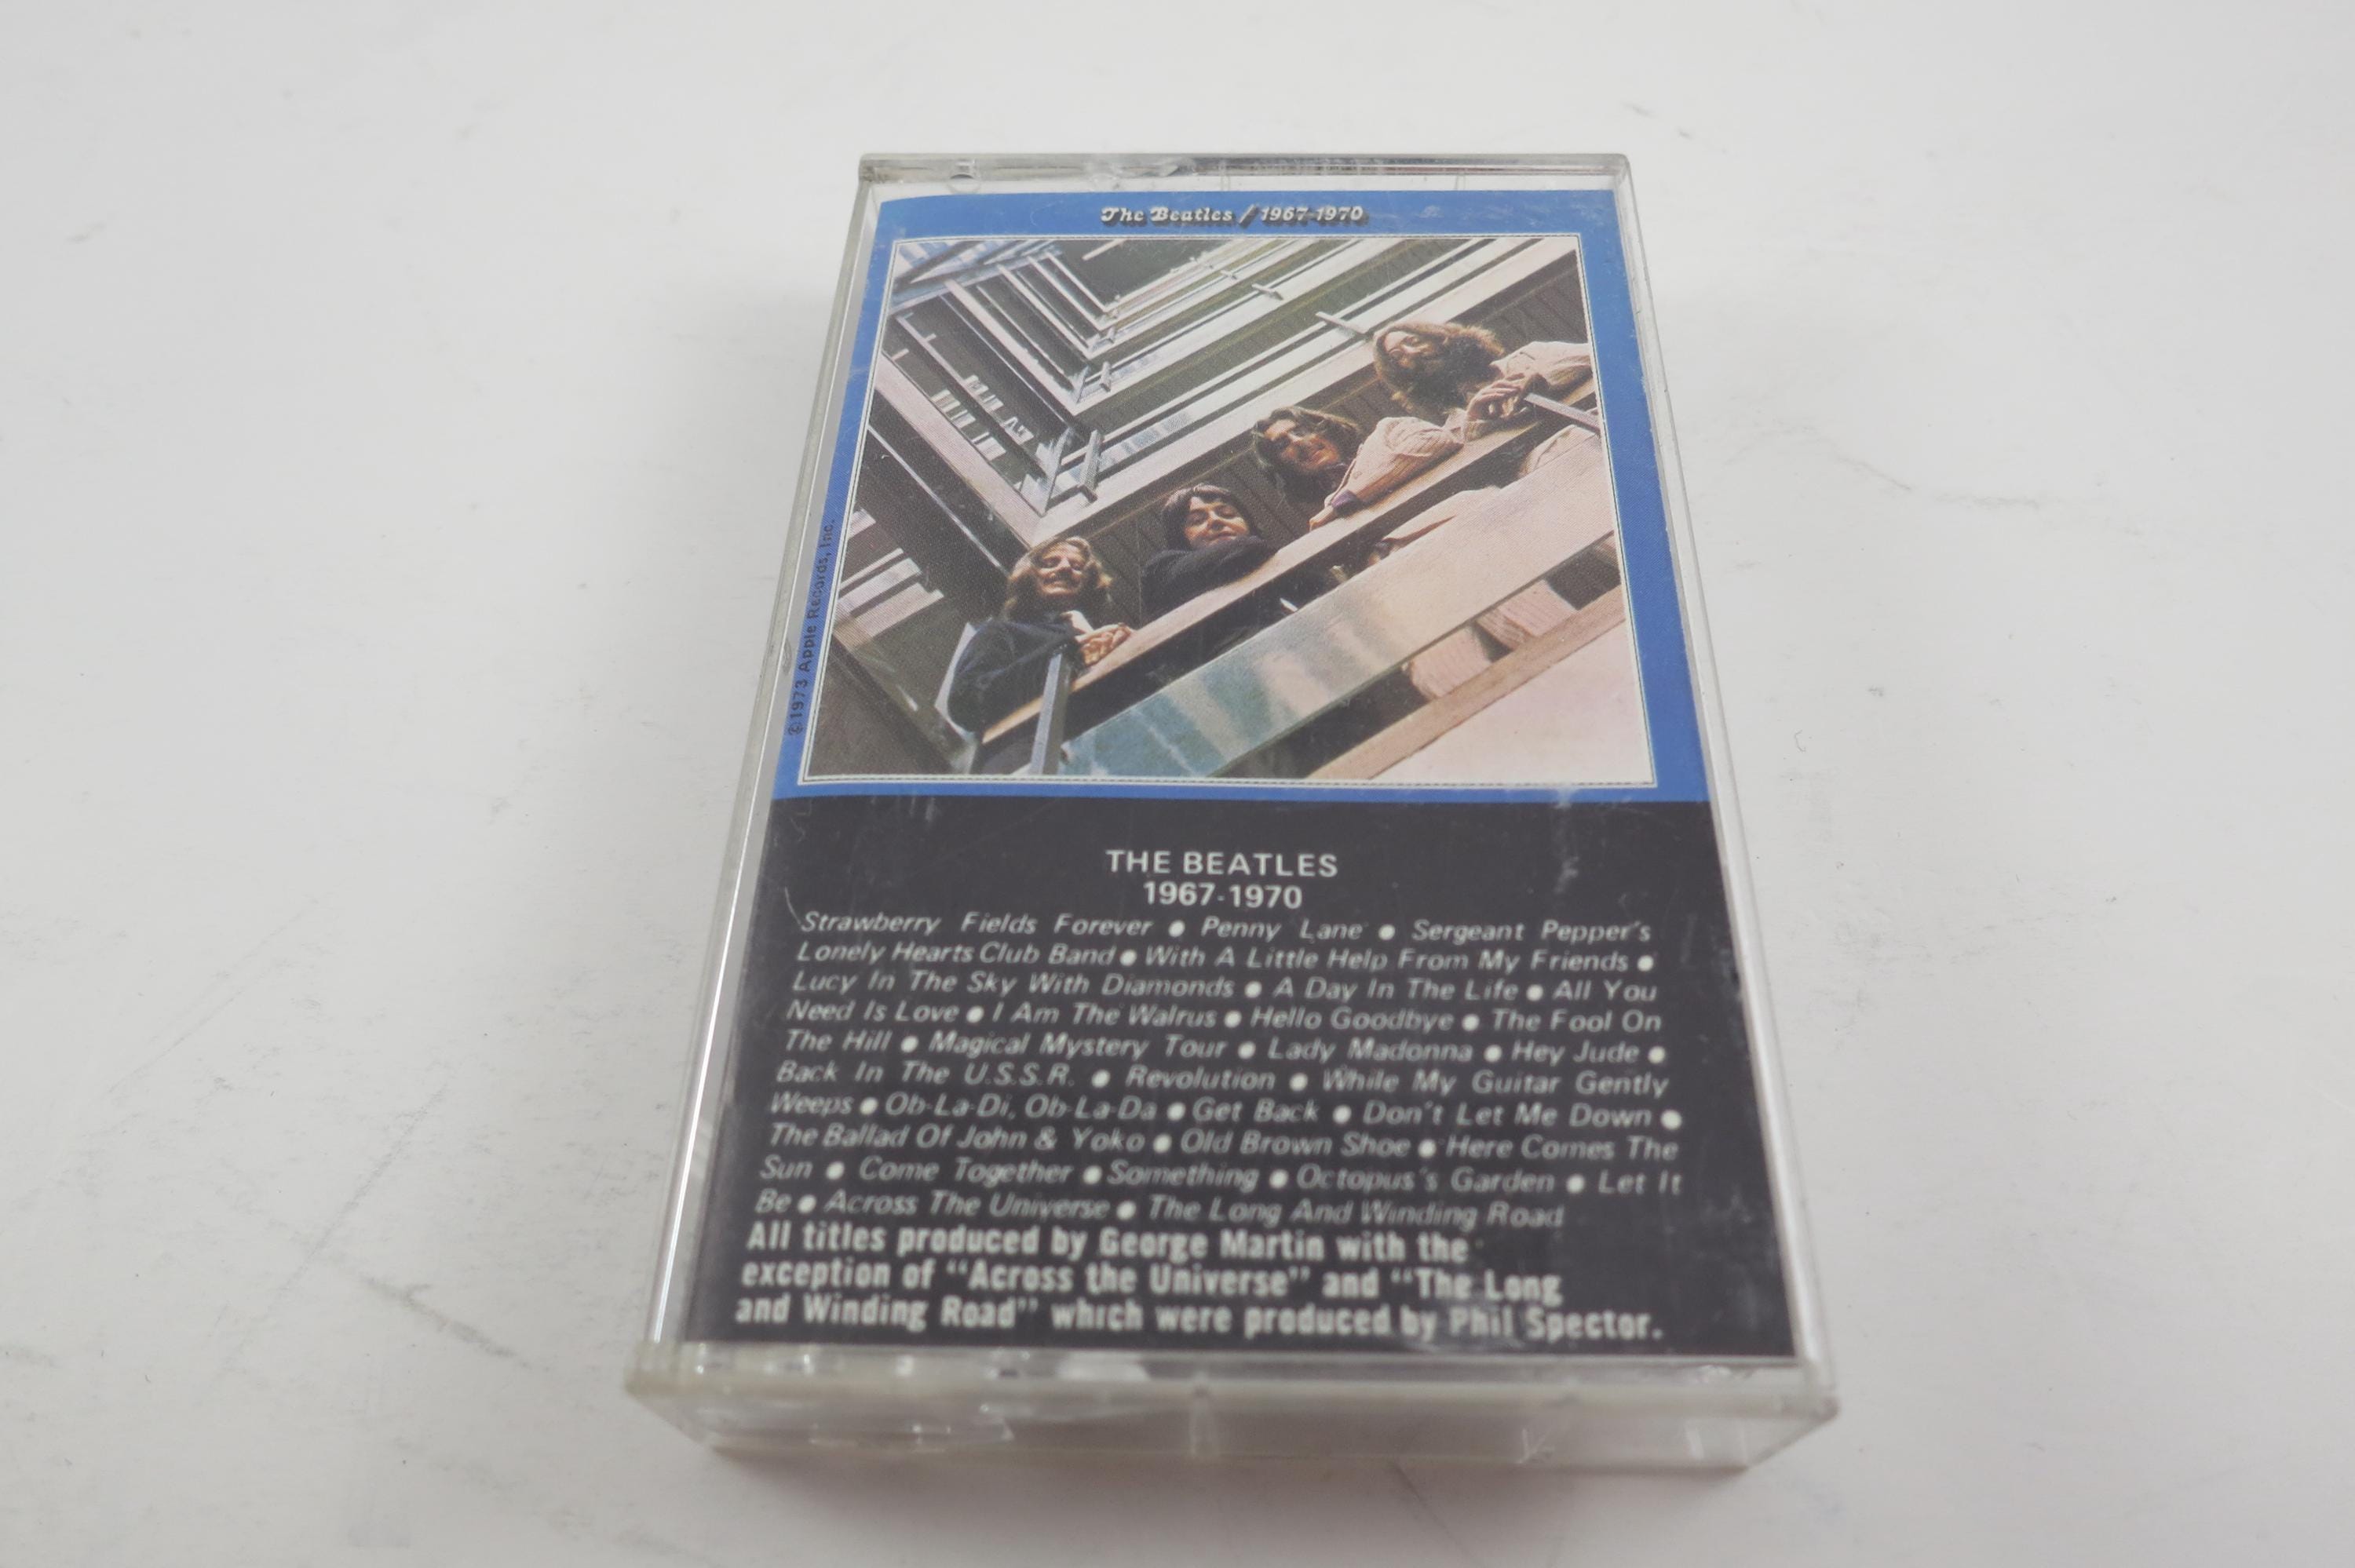 The Beatles / 1967-1970
©1973 Apple Records, Inc.
THE BEATLES
1967-1970
Strawberry Fields Forever ● Penny Lane ● Sergeant Pepper's
Lonely Hearts Club Band ● With A Little Help From My Friends ●
Lucy In The Sky With Diamonds ● A Day In The Life ● All You
Need Is Love ● I Am The Walrus ● Hello Goodbye ● The Fool On
The Hill ● Magical Mystery Tour ● Lady Madonna ● Hey Jude ●
Back In The U.S.S.R. ● Revolution ● While My Guitar Gently
Weeps ● Ob-La-Di, Ob-La-Da ● Get Back ● Don't Let Me Down ●
The Ballad Of John & Yoko ● Old Brown Shoe ● Here Comes The
Sun ● Come Together ● Something ● Octopus's Garden ● Let It
Be ● Across The Universe ● The Long And Winding Road
All titles produced by George Martin with the
exception of "Across the Universe" and "The Long
and Winding Road" which were produced by Phil Spector.